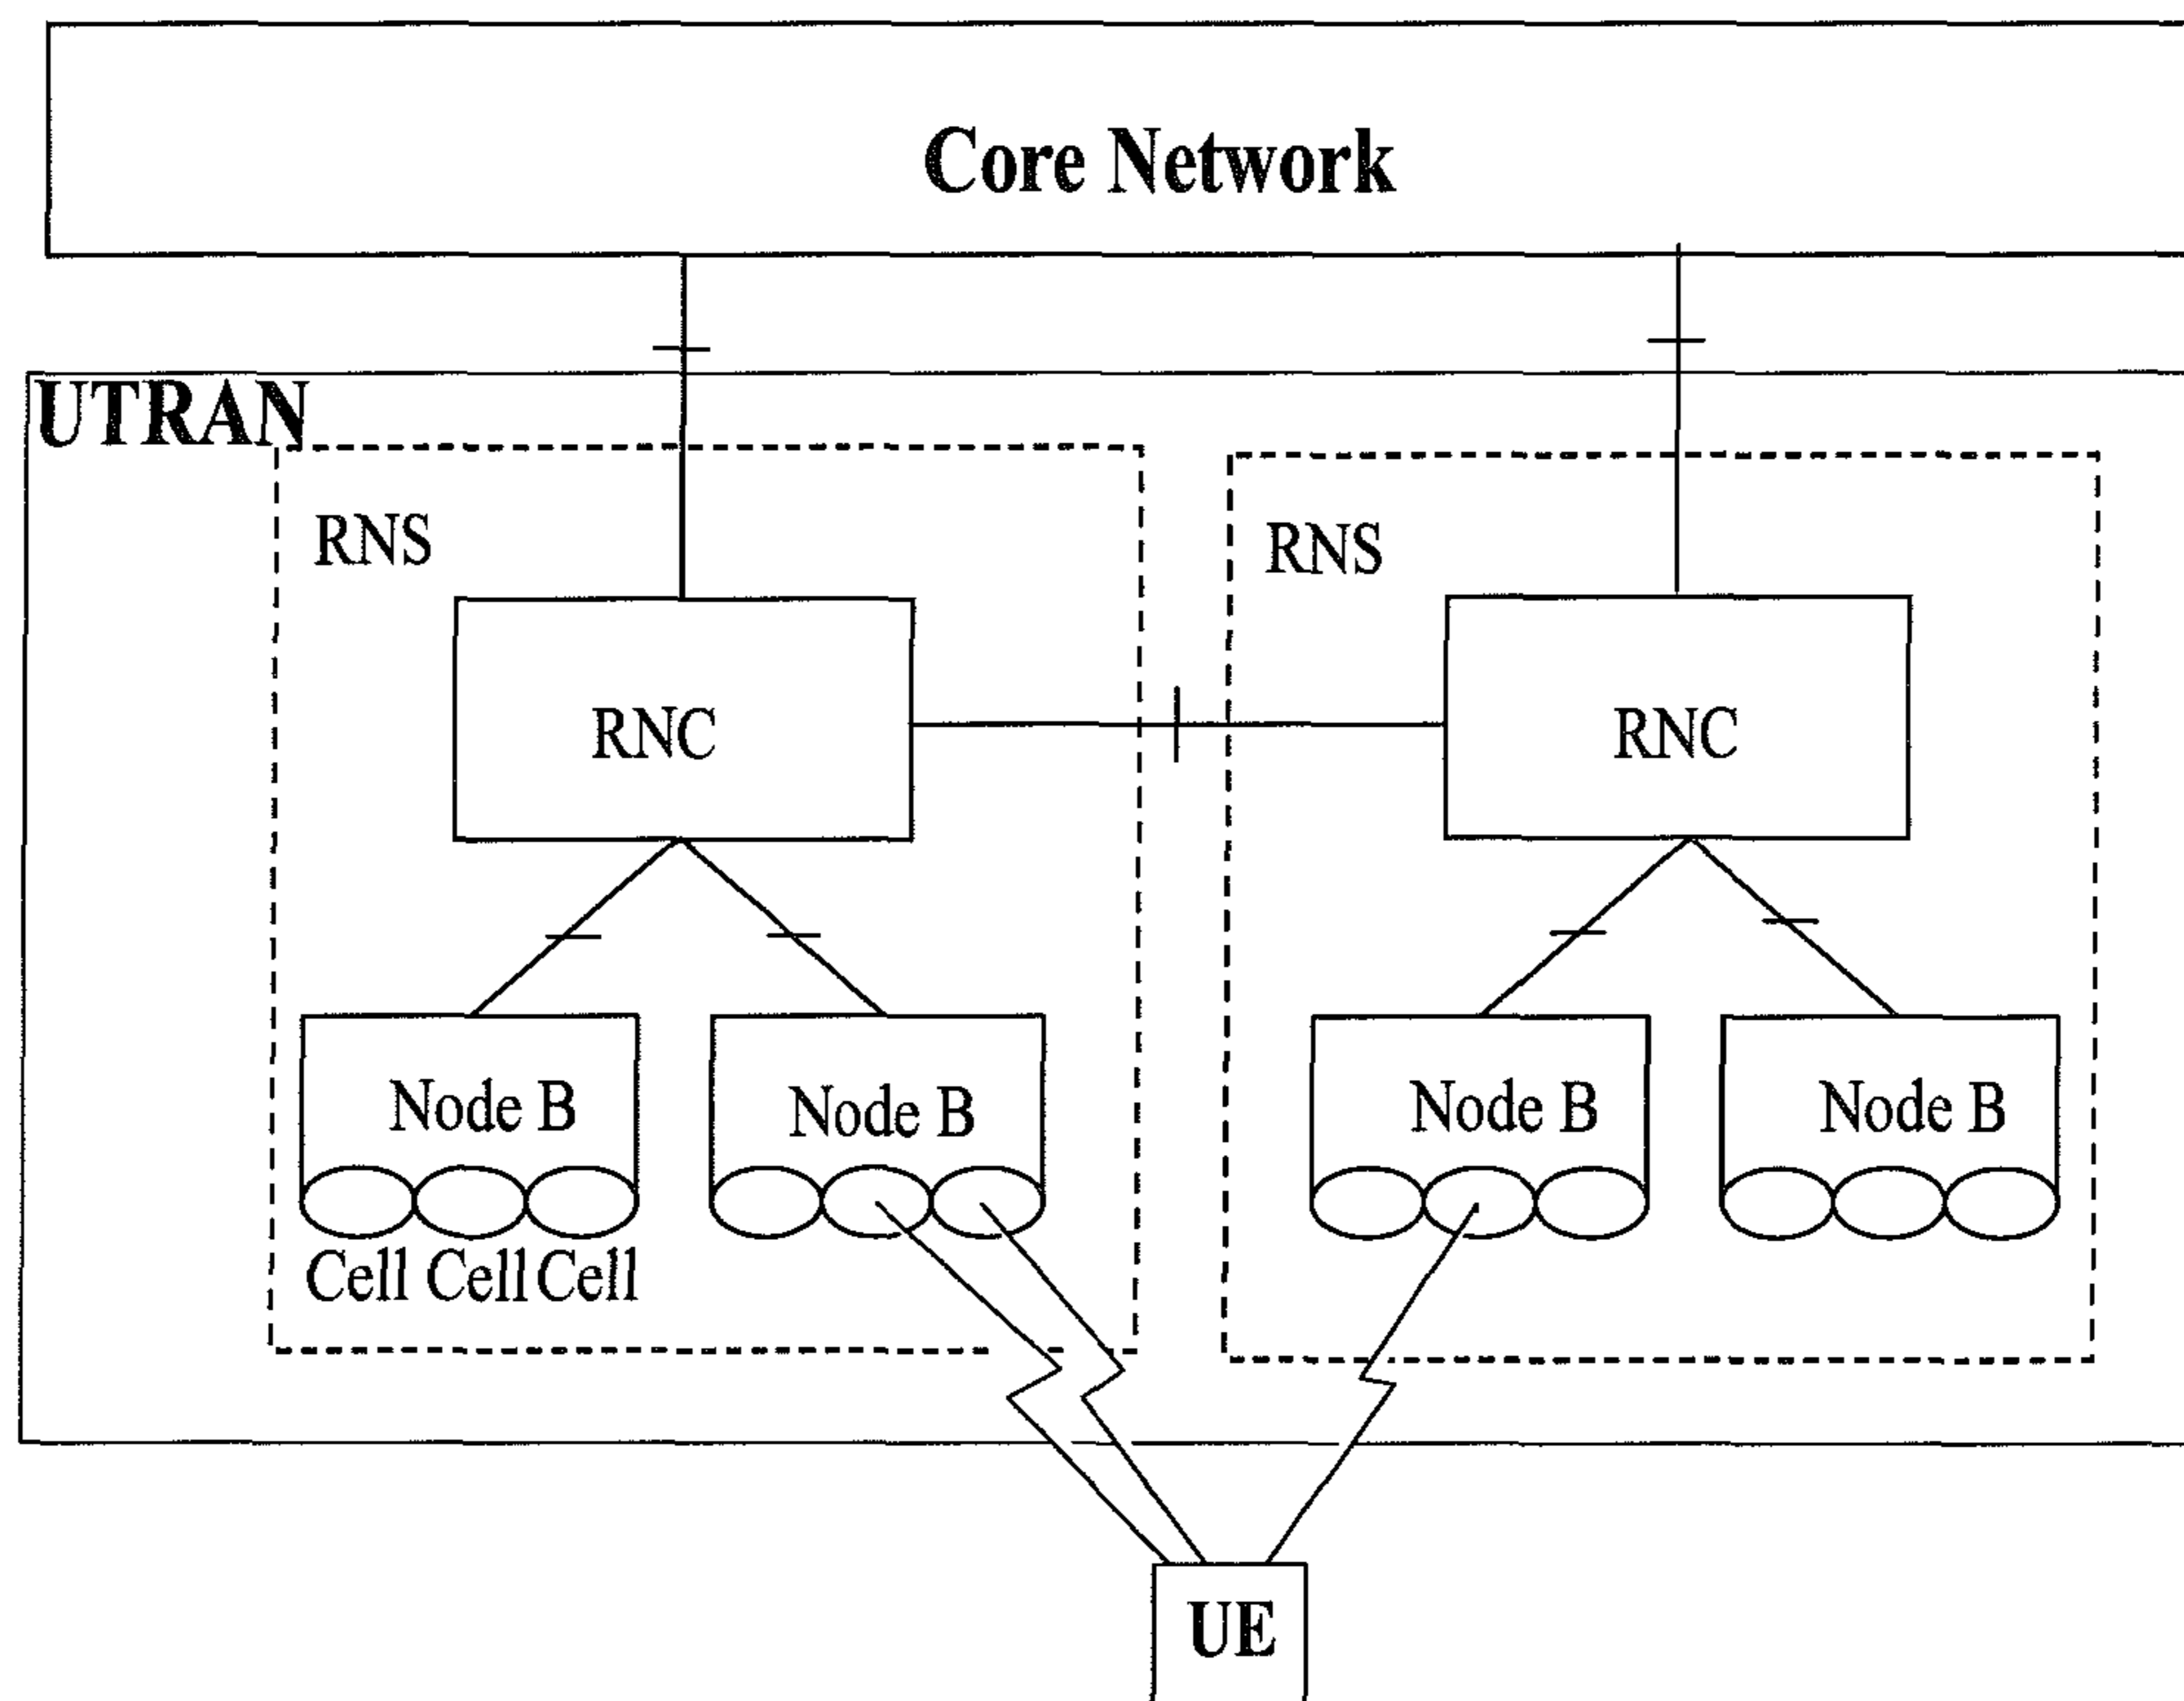 Core Network
UTRAN
RNS
RNS
RNC
RNC
Node B
Node B
Node B
Node B
Cell Cell Cell
UE